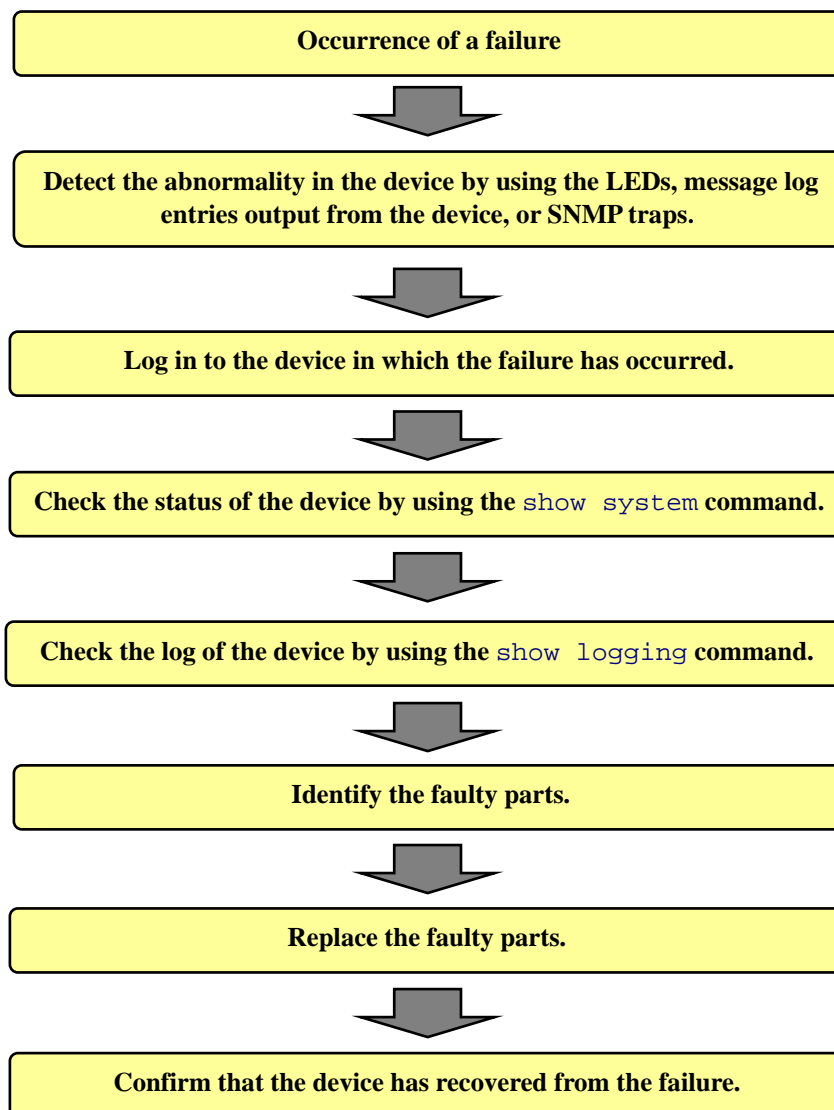 Occurrence of a failure
Detect the abnormality in the device by using the LEDs, message log
entries output from the device, or SNMP traps.
Log in to the device in which the failure has occurred.
Check the status of the device by using the show system command.
Check the log of the device by using the show logging command.
Identify the faulty parts.
Replace the faulty parts.
Confirm that the device has recovered from the failure.